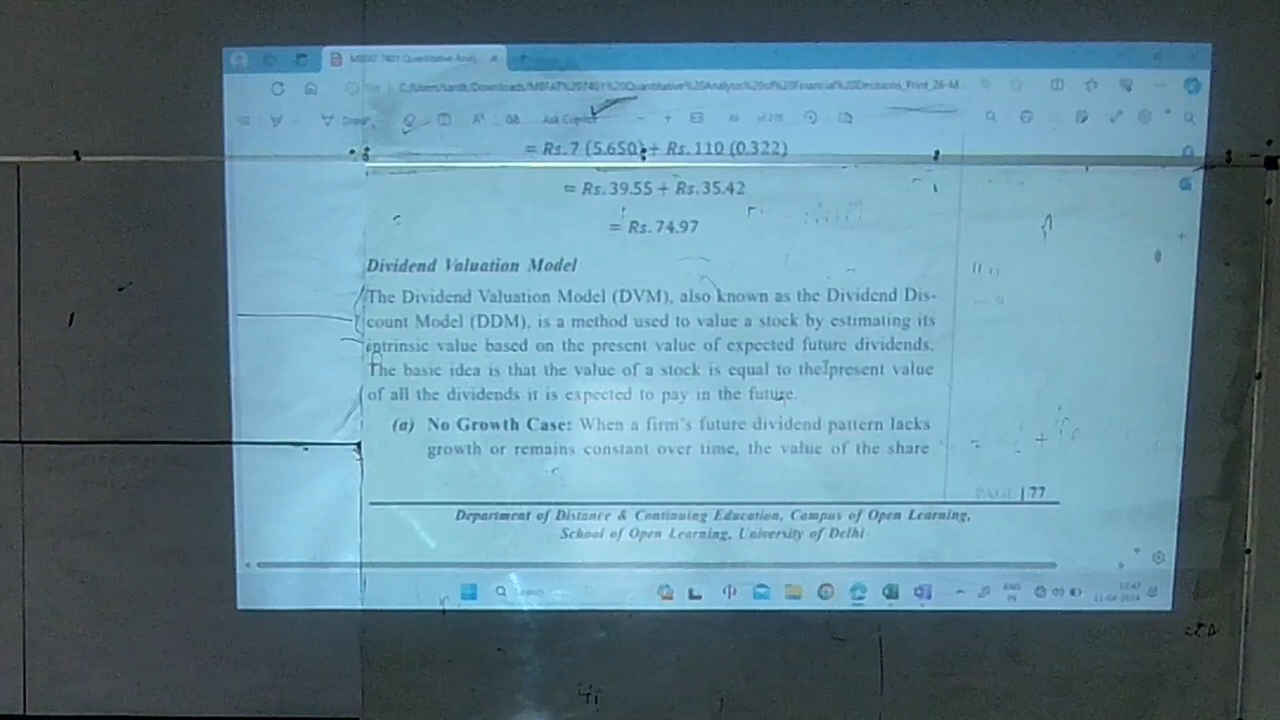 = Rs. 7 (5.650) + Rs. 110 (0.322)
= Rs. 39.55 + Rs. 35.42
= Rs. 74.97
Dividend Valuation Model
The Dividend Valuation Model (DVM), also known as the Dividend Dis-
count Model (DDM), is a method used to value a stock by estimating its
intrinsic value based on the present value of expected future dividends.
The basic idea is that the value of a stock is equal to the present value
of all the dividends it is expected to pay in the future.
(a) No Growth Case: When a firm's future dividend pattern lacks
growth or remains constant over time, the value of the share
PAGE | 77
Department of Distance & Continuing Education, Campus of Open Learning,
School of Open Learning, University of Delhi